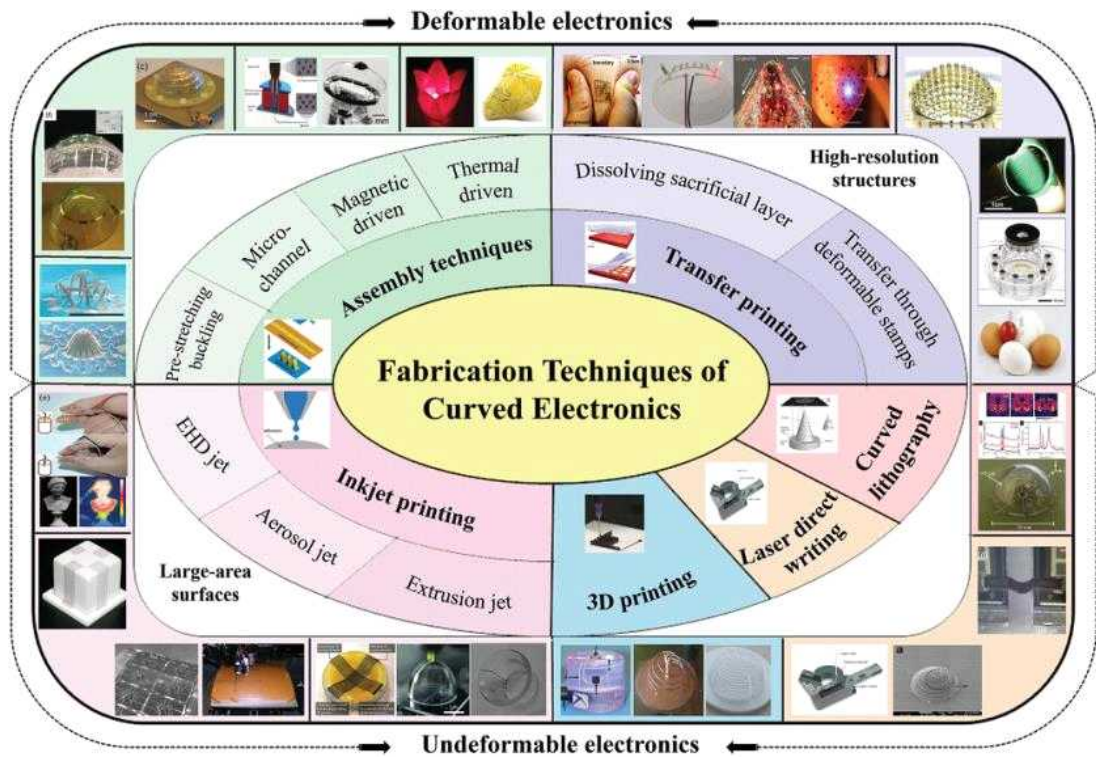 Deformable electronics
High-resolution
structures
Thermal
driven
Magnetic
driven
Micro-
channel
Pre-stretching
buckling
Assembly techniques
Dissolving sacrificial layer
Transfer through
deformable stamps
Transfer printing
Fabrication Techniques of
Curved Electronics
EHD jet
Aerosol jet
Extrusion jet
Inkjet printing
3D printing
Laser direct
writing
Curved
lithography
Large-area
surfaces
Undeformable electronics
(c)
(e)
mm